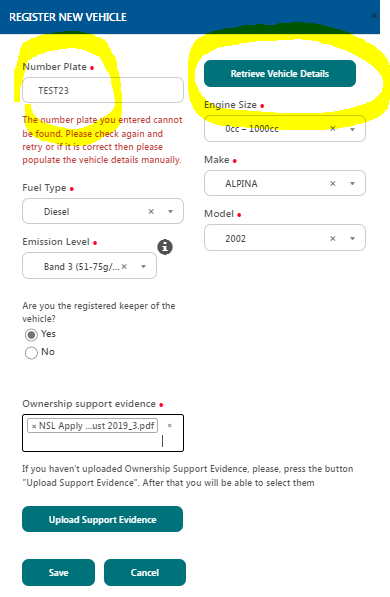 REGISTER NEW VEHICLE ×
Number Plate •
TEST23
The number plate you entered cannot
be found. Please check again and
retry or if it is correct then please
populate the vehicle details manually.
Fuel Type •
Diesel ×
Emission Level •
Band 3 (51-75g/...×
Retrieve Vehicle Details
Engine Size •
0cc – 1000cc ×
Make •
ALPINA ×
Model •
2002 ×
Are you the registered keeper of the
vehicle?
Yes
No
Ownership support evidence •
× NSL Apply ...ust 2019_3.pdf ×
If you haven't uploaded Ownership Support Evidence, please, press the button
"Upload Support Evidence". After that you will be able to select them
Upload Support Evidence
Save Cancel